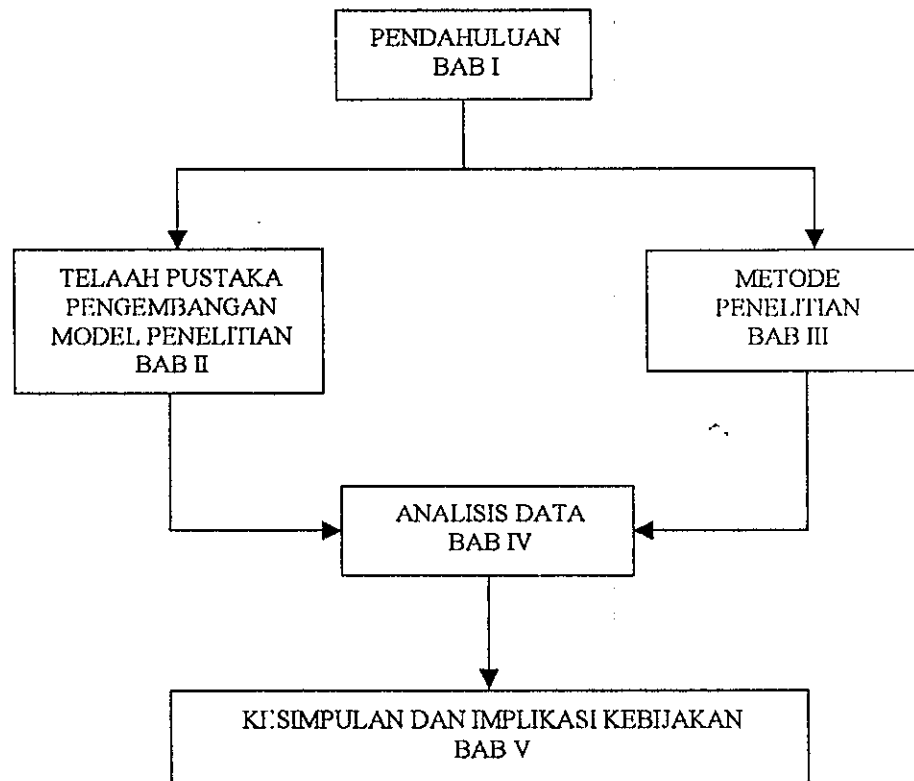 PENDAHULUAN
BAB I
TELAAH PUSTAKA
PENGEMBANGAN
MODEL PENELITIAN
BAB II
METODE
PENELITIAN
BAB III
ANALISIS DATA
BAB IV
KESIMPULAN DAN IMPLIKASI KEBIJAKAN
BAB V